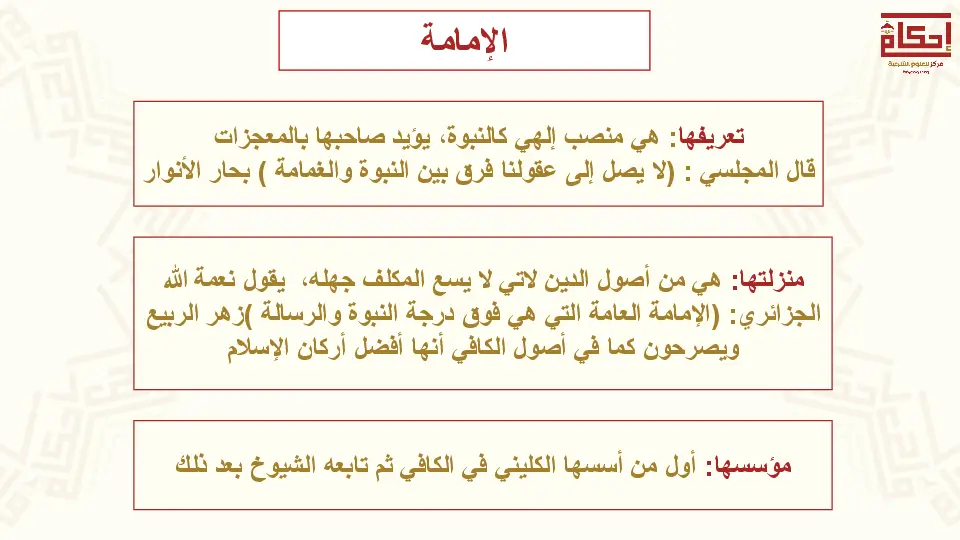 الإمامة
إحكام
مركز للعلوم الشرعية
تعريفها: هي منصب إلهي كالنبوة، يؤيد صاحبها بالمعجزات
قال المجلسي : (لا يصل إلى عقولنا فرق بين النبوة والغمامة ) بحار الأنوار
منزلتها: هي من أصول الدين لاتي لا يسع المكلف جهله، يقول نعمة الله
الجزائري: (الإمامة العامة التي هي فوق درجة النبوة والرسالة )زهر الربيع
ويصرحون كما في أصول الكافي أنها أفضل أركان الإسلام
مؤسسها: أول من أسسها الكليني في الكافي ثم تابعه الشيوخ بعد ذلك